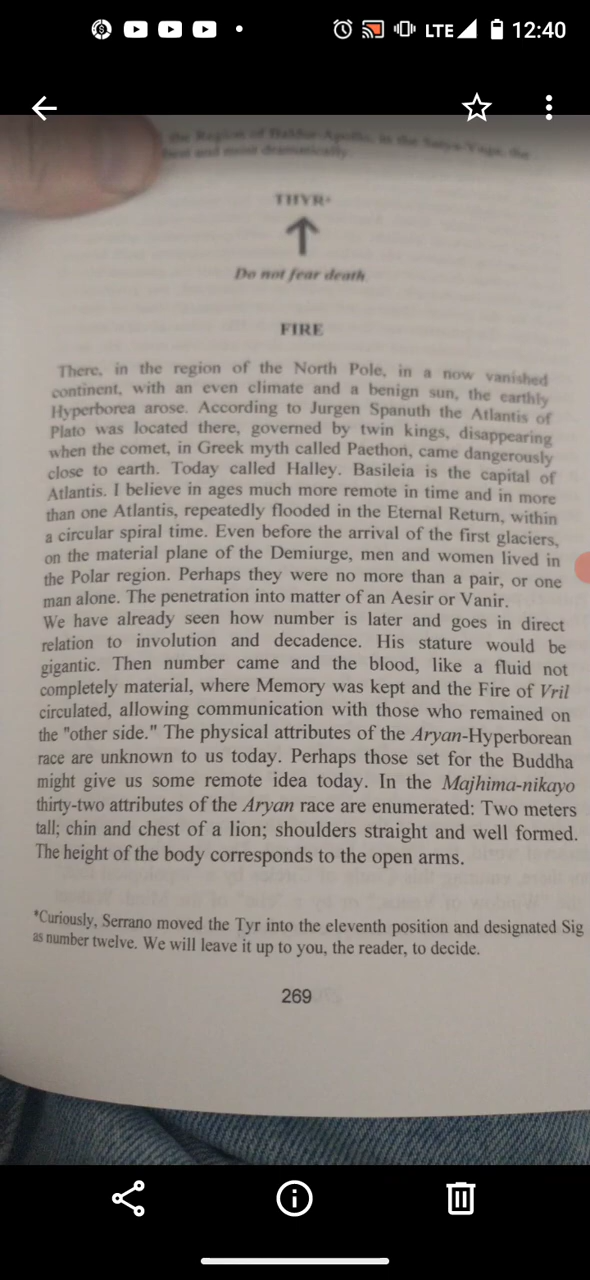 LTE 12:40
the Region of Baldur-Apollo, in the Satya-Yuga, the
and most dramatically.
THYR*
Do not fear death
FIRE
There, in the region of the North Pole, in a now vanished
continent, with an even climate and a benign sun, the earthly
Hyperborea arose. According to Jurgen Spanuth the Atlantis of
Plato was located there, governed by twin kings, disappearing
when the comet, in Greek myth called Paethon, came dangerously
close to earth. Today called Halley. Basileia is the capital of
Atlantis. I believe in ages much more remote in time and in more
than one Atlantis, repeatedly flooded in the Eternal Return, within
a circular spiral time. Even before the arrival of the first glaciers,
on the material plane of the Demiurge, men and women lived in
the Polar region. Perhaps they were no more than a pair, or one
man alone. The penetration into matter of an Aesir or Vanir.
We have already seen how number is later and goes in direct
relation to involution and decadence. His stature would be
gigantic. Then number came and the blood, like a fluid not
completely material, where Memory was kept and the Fire of Vril
circulated, allowing communication with those who remained on
the "other side." The physical attributes of the Aryan-Hyperborean
race are unknown to us today. Perhaps those set for the Buddha
might give us some remote idea today. In the Majhima-nikayo
thirty-two attributes of the Aryan race are enumerated: Two meters
tall; chin and chest of a lion; shoulders straight and well formed.
The height of the body corresponds to the open arms.
*Curiously, Serrano moved the Tyr into the eleventh position and designated Sig
as number twelve. We will leave it up to you, the reader, to decide.
269